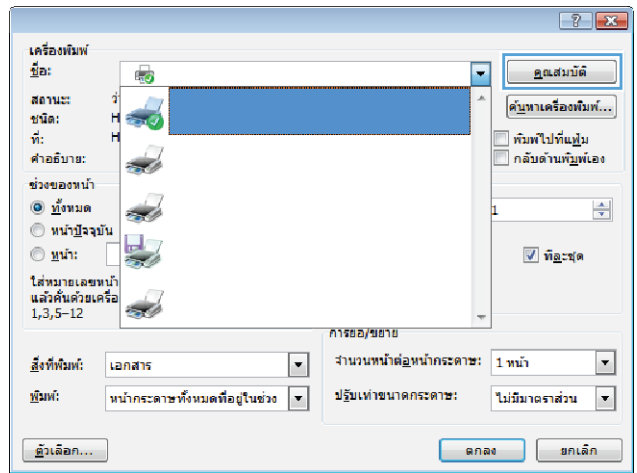 เครื่องพิมพ์
ชื่อ:
คุณสมบัติ
สถานะ: ว่
ค้นหาเครื่องพิมพ์...
ชนิด: H
ที่: H
พิมพ์ไปที่แฟ้ม
คำอธิบาย:
กลับด้านพิมพ์เอง
ช่วงของหน้า
ทั้งหมด
1
หน้าปัจจุบัน
หน้า:
ทีละชุด
ใส่หมายเลขหน้า
แล้วคั่นด้วยเครื่อ
1,3,5-12
การย่อ/ขยาย
สิ่งที่พิมพ์: เอกสาร
จำนวนหน้าต่อหน้ากระดาษ: 1 หน้า
พิมพ์: หน้ากระดาษทั้งหมดที่อยู่ในช่วง
ปรับเท่าขนาดกระดาษ: ไม่มีมาตราส่วน
ตัวเลือก...
ตกลง
ยกเลิก